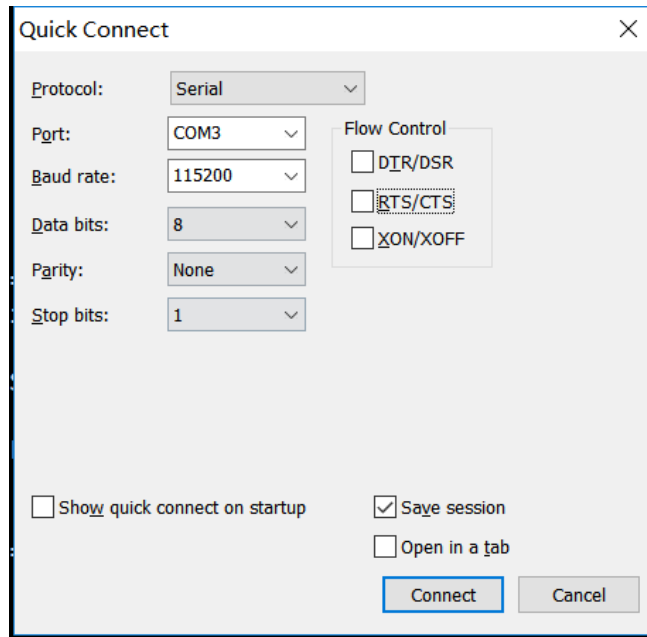 Quick Connect
Protocol: Serial
Port: COM3
Baud rate: 115200
Data bits: 8
Parity: None
Stop bits: 1
Flow Control
DTR/DSR
RTS/CTS
XON/XOFF
Show quick connect on startup
Save session
Open in a tab
Connect Cancel